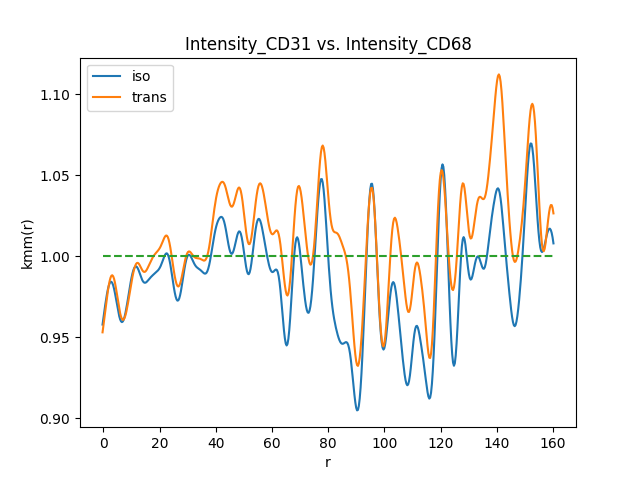 Intensity_CD31 vs. Intensity_CD68
iso
trans
1.10
1.05
1.00
0.95
0.90
kmm(r)
0 20 40 60 80 100 120 140 160
r